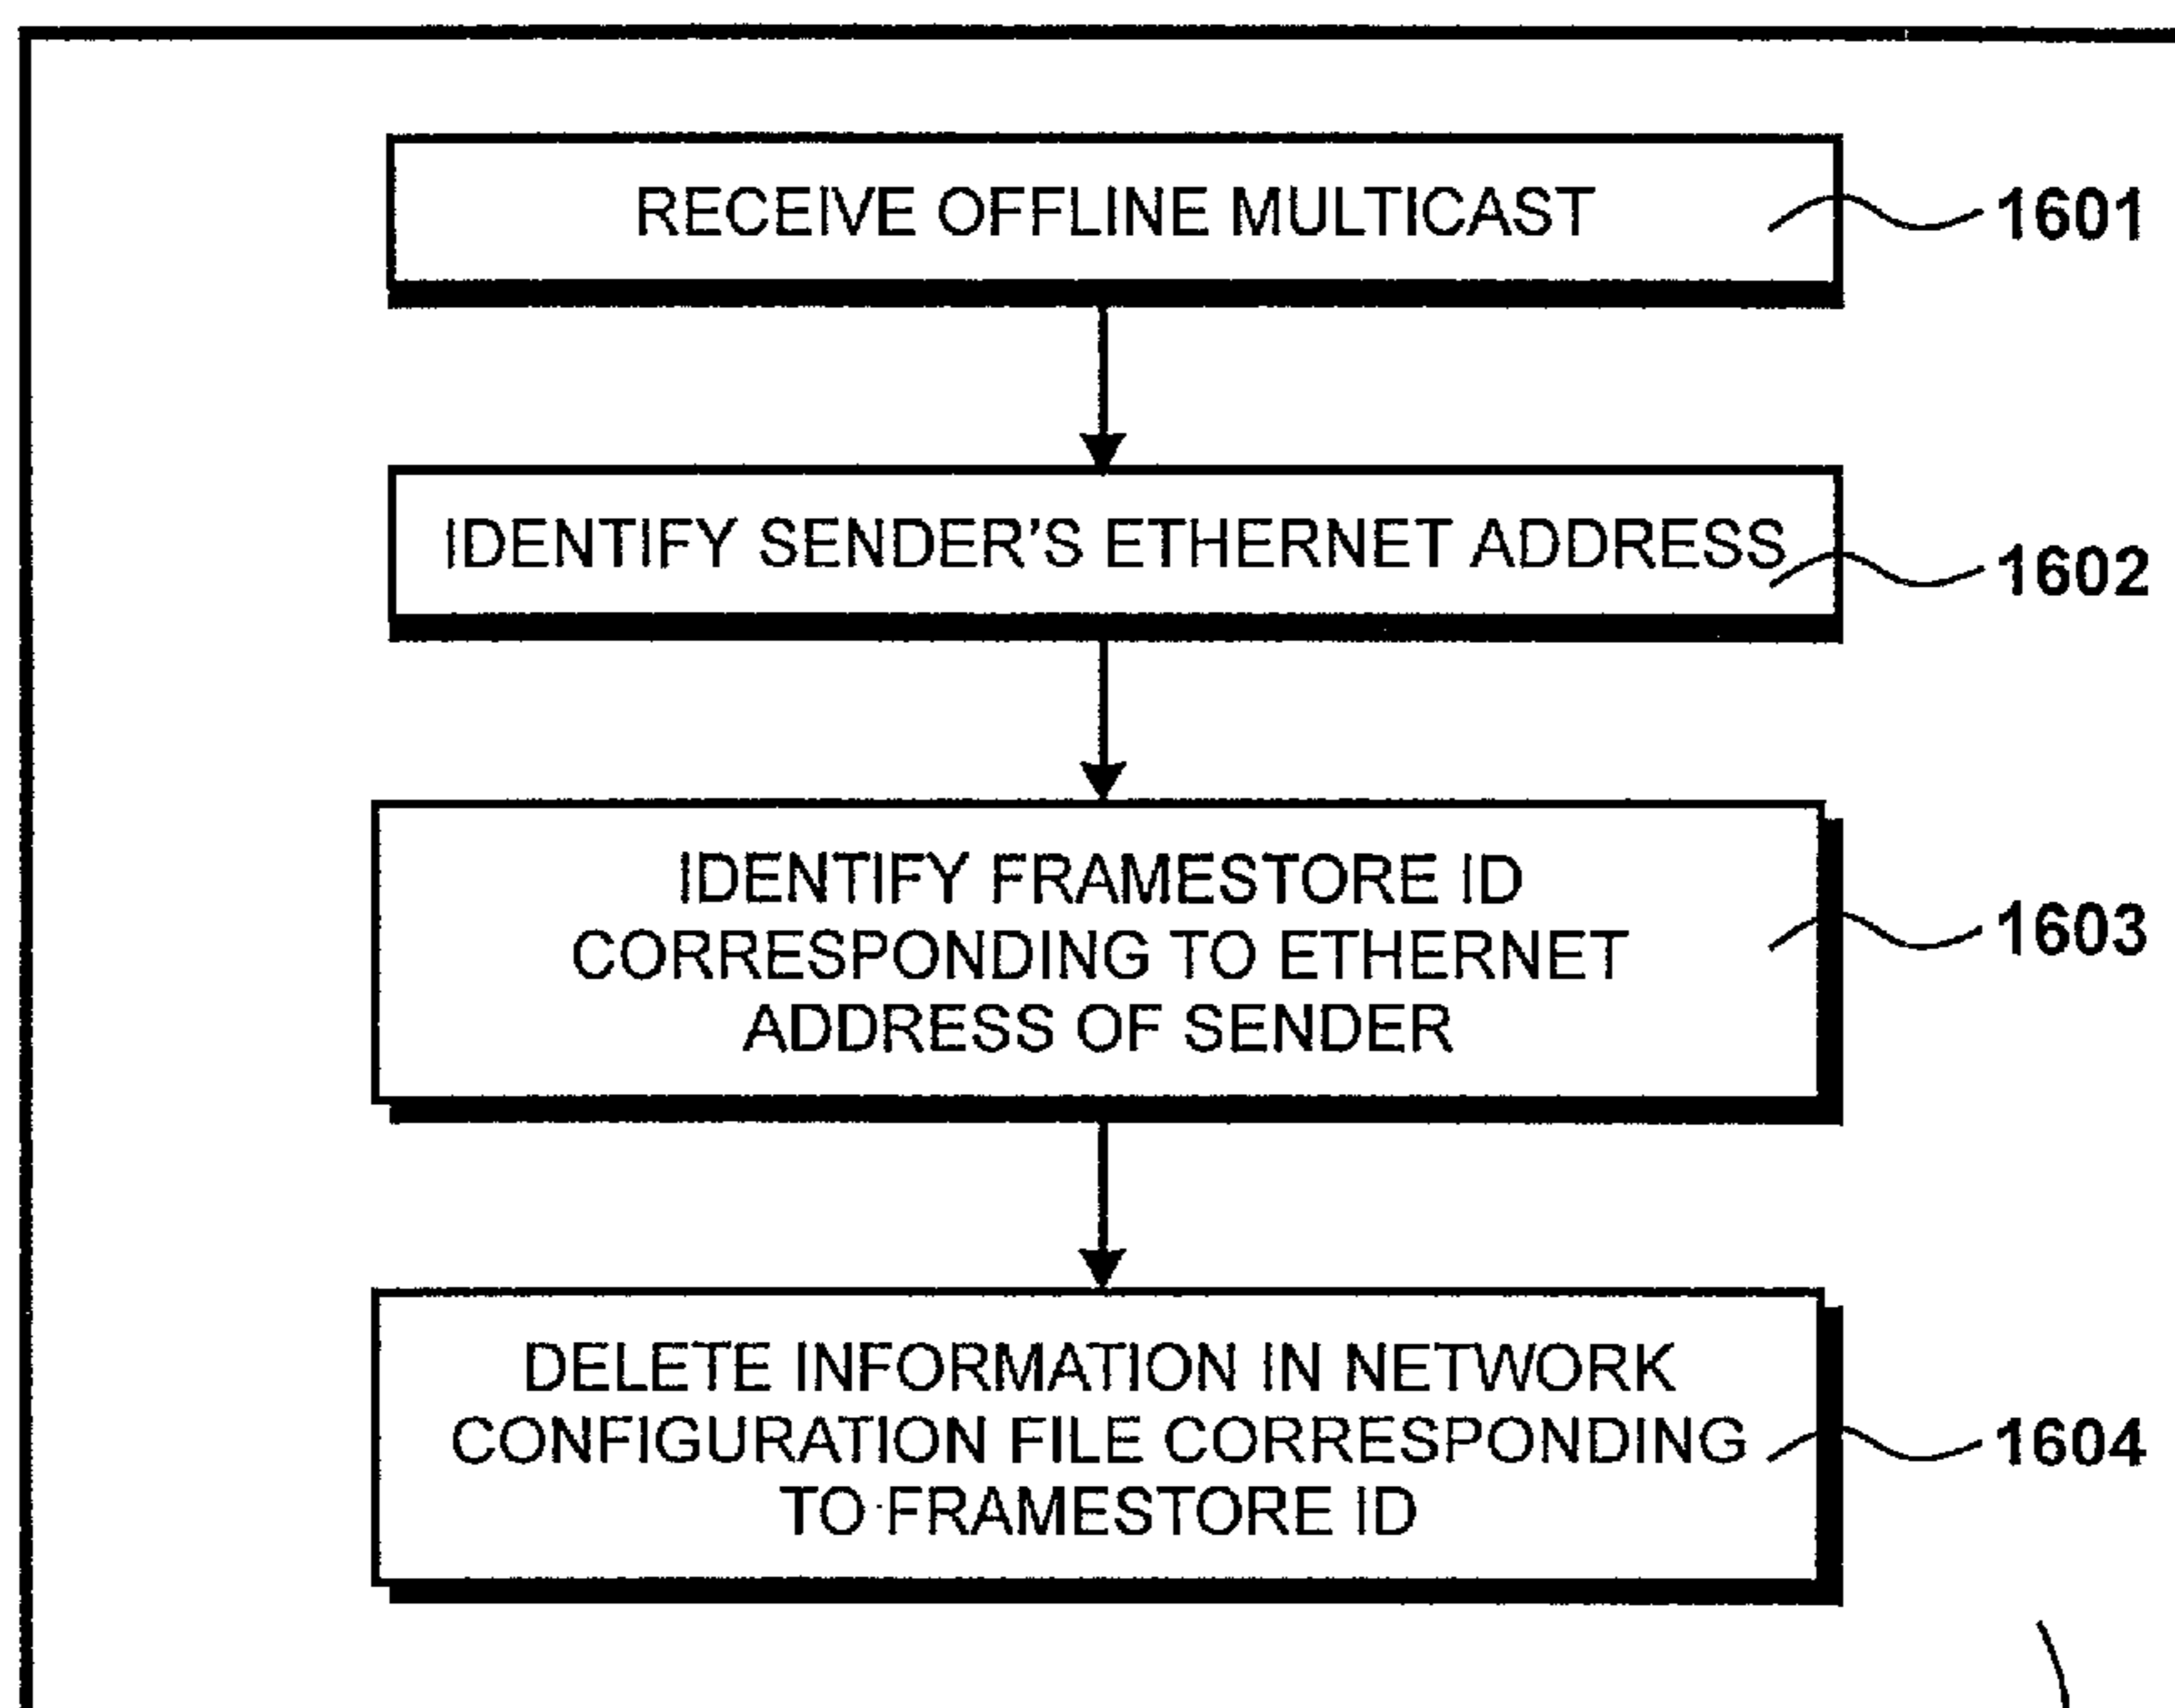 RECEIVE OFFLINE MULTICAST
1601
IDENTIFY SENDER'S ETHERNET ADDRESS
1602
IDENTIFY FRAMESTORE ID
CORRESPONDING TO ETHERNET
ADDRESS OF SENDER
1603
DELETE INFORMATION IN NETWORK
CONFIGURATION FILE CORRESPONDING
TO FRAMESTORE ID
1604